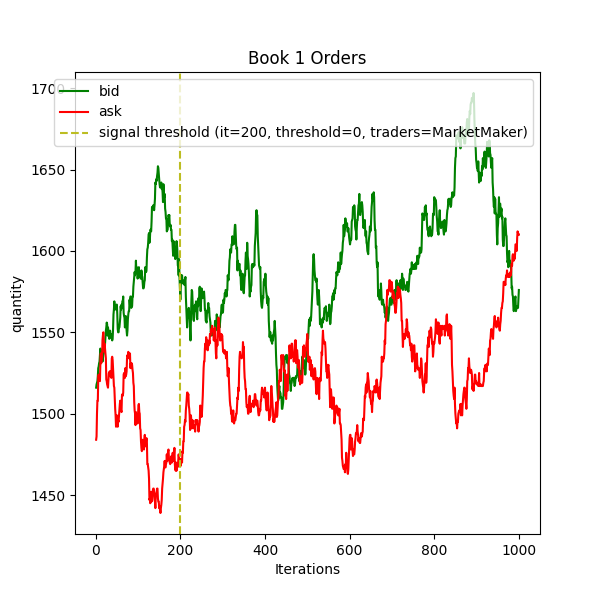 Book 1 Orders
bid
ask
signal threshold (it=200, threshold=0, traders=MarketMaker)
1700
1650
1600
1550
1500
1450
quantity
0 200 400 600 800 1000
Iterations